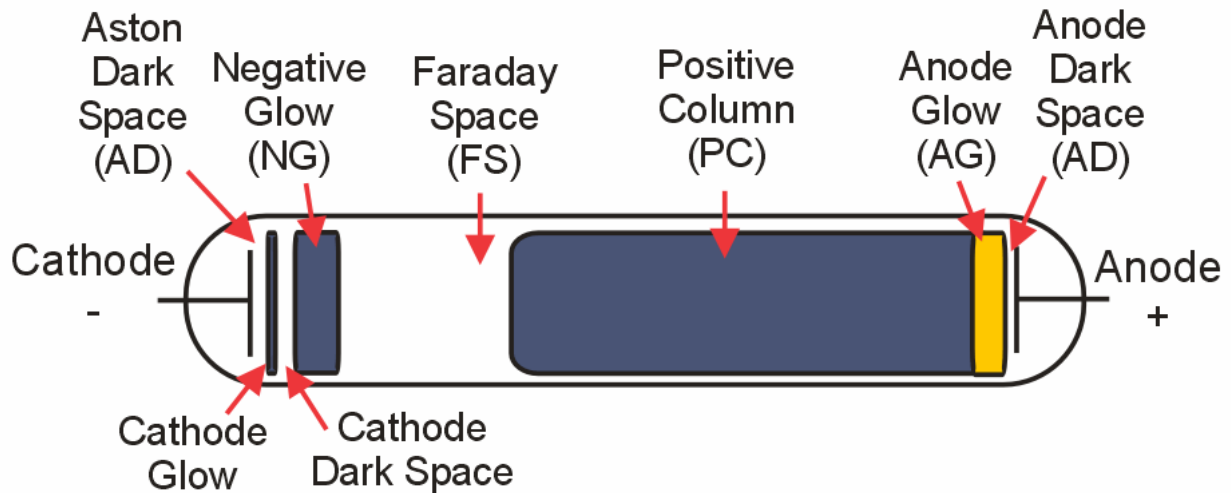 Aston
Dark
Space
(AD)
Negative
Glow
(NG)
Faraday
Space
(FS)
Positive
Column
(PC)
Anode
Glow
(AG)
Anode
Dark
Space
(AD)
Cathode
-
Anode
+
Cathode
Glow
Cathode
Dark Space